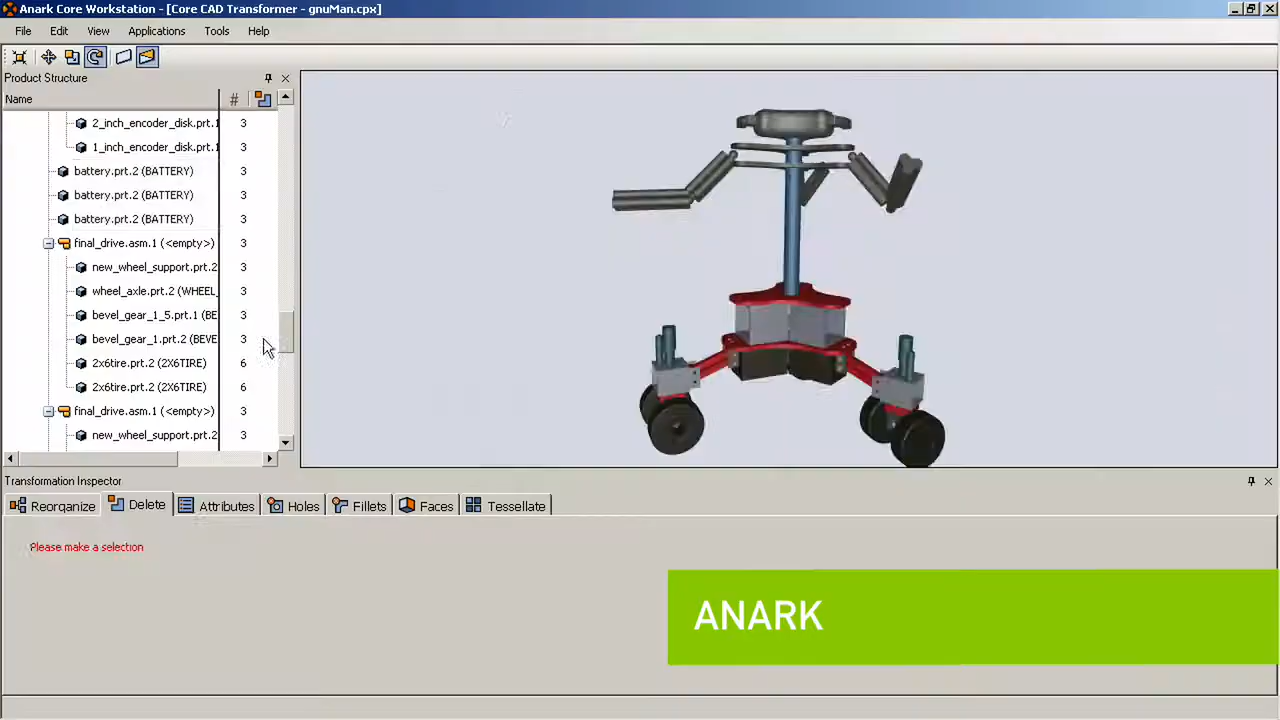 Anark Core Workstation - [Core CAD Transformer - gnuMan.cpx]
File Edit View Applications Tools Help
Product Structure
Name #
2_inch_encoder_disk.prt.1 3
1_inch_encoder_disk.prt.1 3
battery.prt.2 (BATTERY) 3
battery.prt.2 (BATTERY) 3
battery.prt.2 (BATTERY) 3
final_drive.asm.1 (<empty>) 3
new_wheel_support.prt.2 3
wheel_axle.prt.2 (WHEEL_ 3
bevel_gear_1_5.prt.1 (BE 3
bevel_gear_1.prt.2 (BEVE 3
2x6tire.prt.2 (2X6TIRE) 6
2x6tire.prt.2 (2X6TIRE) 6
final_drive.asm.1 (<empty>) 3
new_wheel_support.prt.2 3
Transformation Inspector
Reorganize Delete Attributes Holes Fillets Faces Tessellate
Please make a selection
ANARK